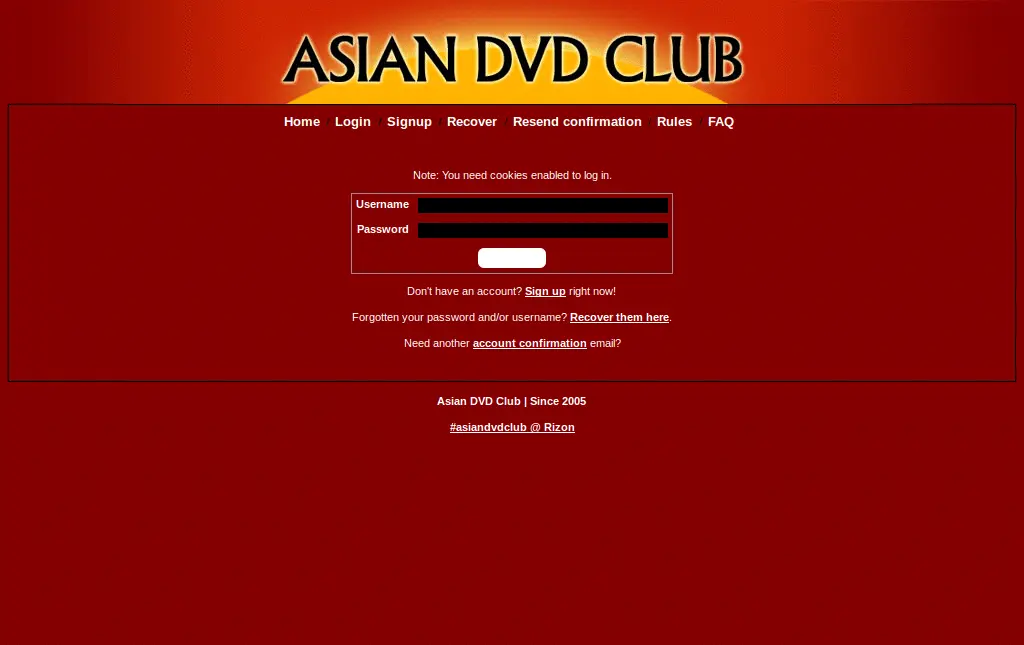 ASIAN DVD CLUB
Home / Login / Signup / Recover / Resend confirmation / Rules / FAQ
Note: You need cookies enabled to log in.
Username
Password
Don't have an account? Sign up right now!
Forgotten your password and/or username? Recover them here.
Need another account confirmation email?
Asian DVD Club | Since 2005
#asiandvdclub @ Rizon